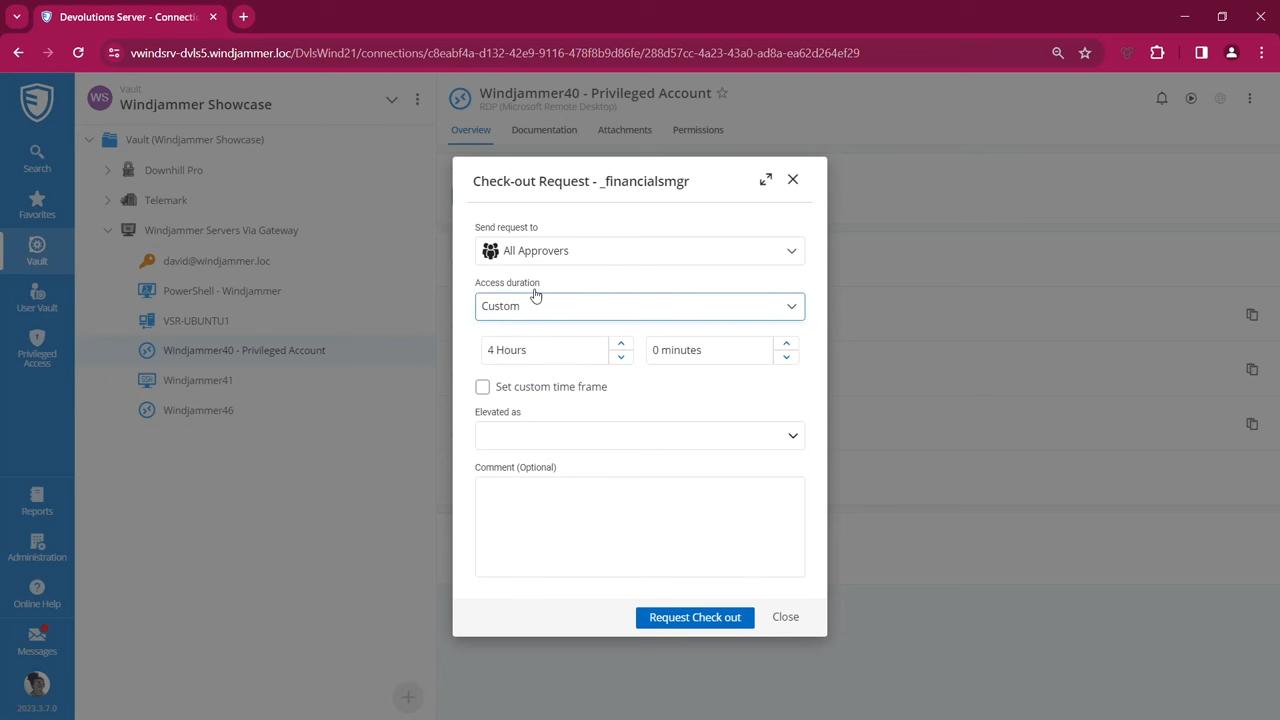 Devolutions Server - Connecti
vwindsrv-dvls5.windjammer.loc/DvlsWind21/connections/c8eabf4a-d132-42e9-9116-478f8b9d86fe/288d57cc-4a23-43a0-ad8a-ea62d264ef29
Search
Favorites
Vault
User Vault
Privileged
Access
Reports
Administration
Online Help
Messages
2023.3.7.0
WS
Vault
Windjammer Showcase
Vault (Windjammer Showcase)
Downhill Pro
Telemark
Windjammer Servers Via Gateway
david@windjammer.loc
PowerShell - Windjammer
VSR-UBUNTU1
Windjammer40 - Privileged Account
Windjammer41
Windjammer46
Windjammer40 - Privileged Account
RDP (Microsoft Remote Desktop)
Overview Documentation Attachments Permissions
Check-out Request - _financialsmgr
Send request to
All Approvers
Access duration
Custom
4 Hours 0 minutes
Set custom time frame
Elevated as
Comment (Optional)
Request Check out Close